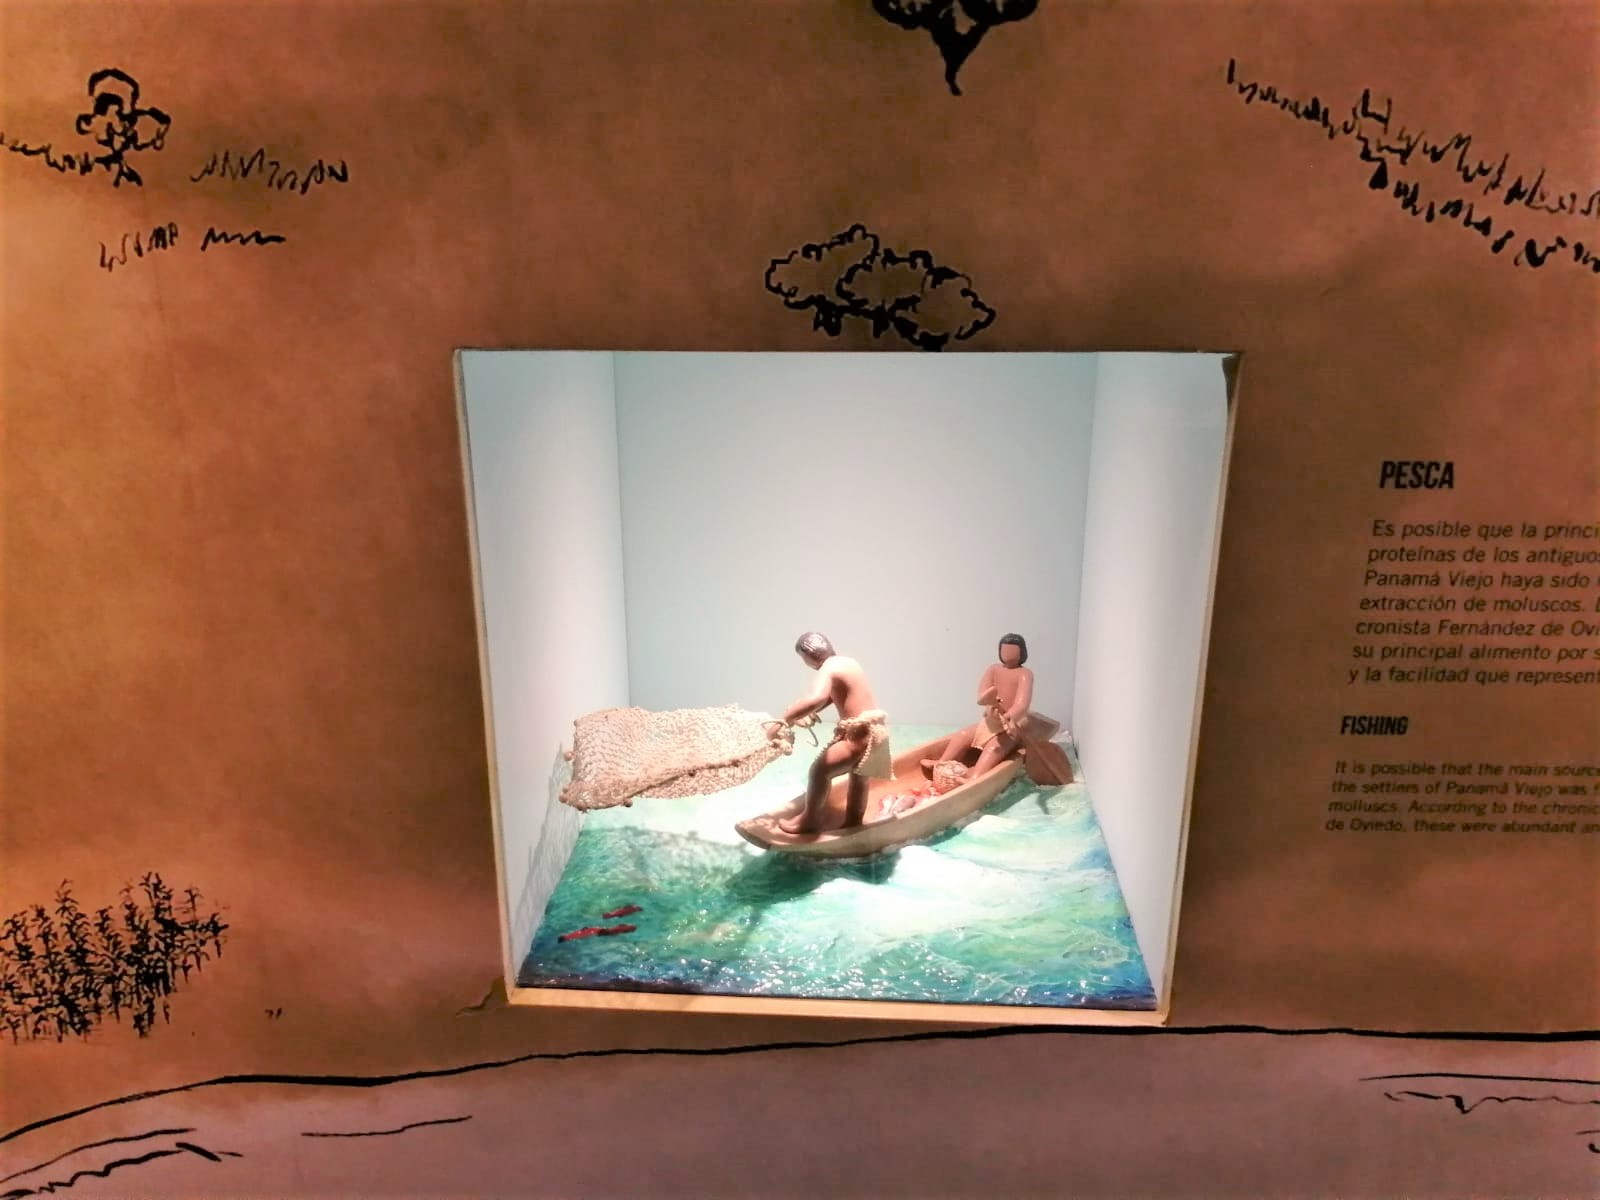 PESCA
Es posible que la princi
proteínas de los antiguos
Panamá Viejo haya sido
extracción de moluscos.
cronista Fernández de Ovi
su principal alimento por s
y la facilidad que represent
FISHING
It is possible that the main source
the settlers of Panamá Viejo was
molluscs. According to the chronic
de Oviedo, these were abundant an